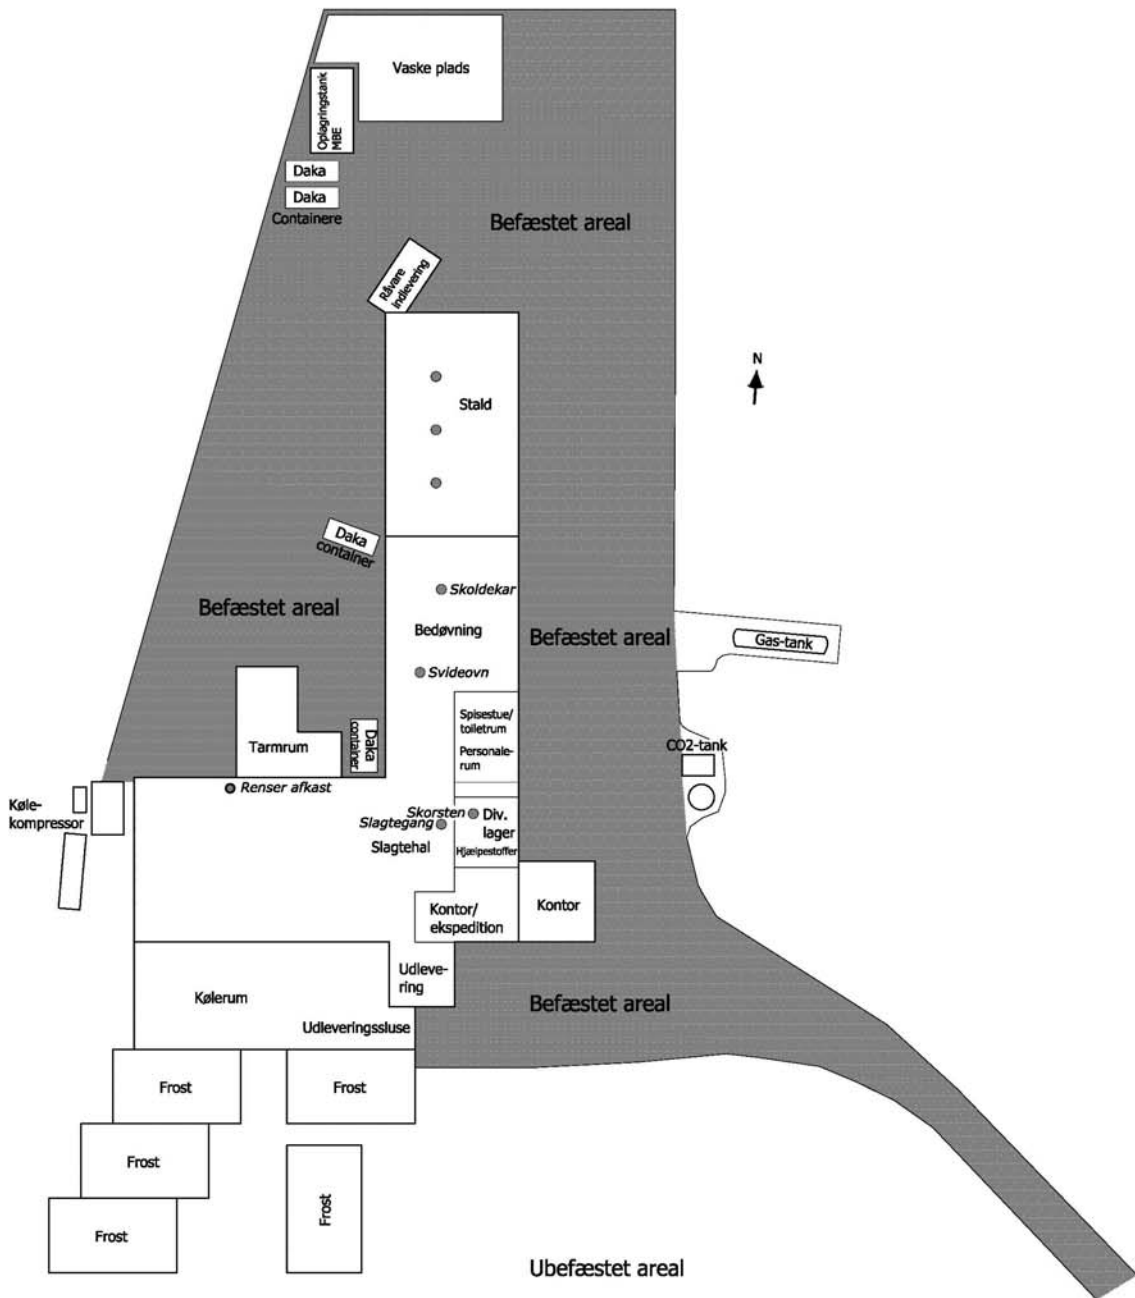 Vaske plads
Oplagringstank
MBE
Daka
Daka
Containere
Befæstet areal
Råvare
indlevering
N
Stald
Daka
container
Skoldekar
Befæstet areal
Bedøvning
Befæstet areal
Gas-tank
Svideovn
Spisestue/
toiletrum
Personale-
rum
Daka
container
Tarmrum
CO2-tank
Renser afkast
Køle-
kompressor
Skorsten
Slagtegang
Div.
lager
Slagtehal
Hjælpestoffer
Kontor/
ekspedition
Kontor
Udleve-
ring
Kølerum
Befæstet areal
Udleveringssluse
Frost
Frost
Frost
Frost
Frost
Ubefæstet areal